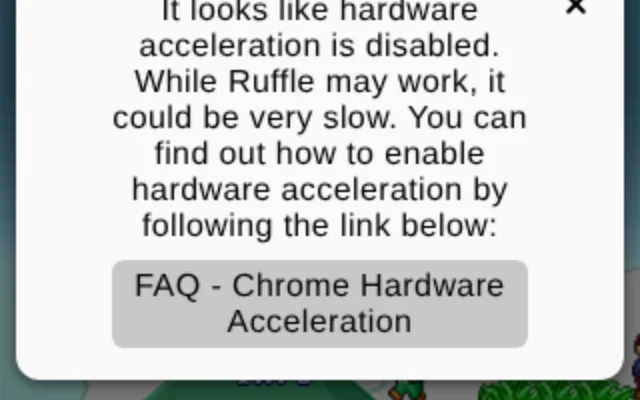 It looks like hardware
acceleration is disabled.
While Ruffle may work, it
could be very slow. You can
find out how to enable
hardware acceleration by
following the link below:
FAQ - Chrome Hardware
Acceleration